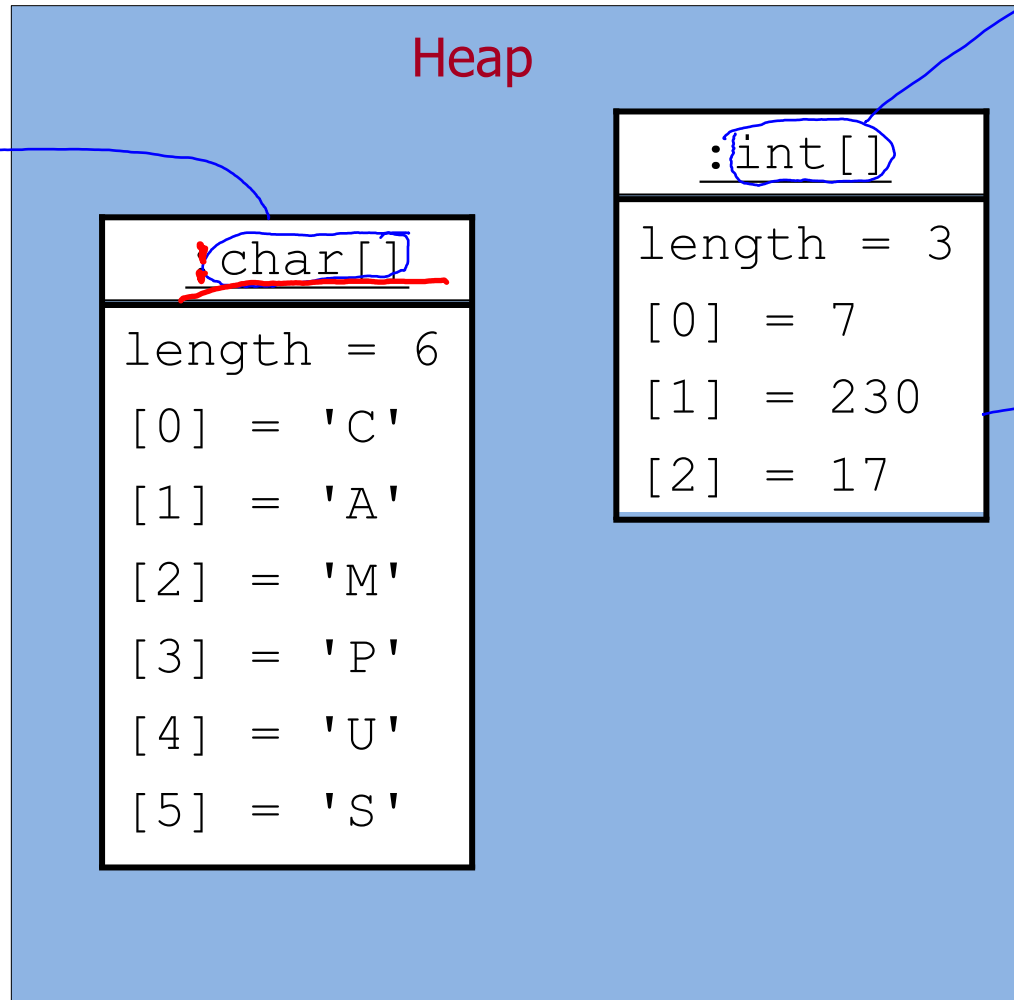 Heap
:char[]
length = 6
[0] = 'C'
[1] = 'A'
[2] = 'M'
[3] = 'P'
[4] = 'U'
[5] = 'S'
:int[]
length = 3
[0] = 7
[1] = 230
[2] = 17